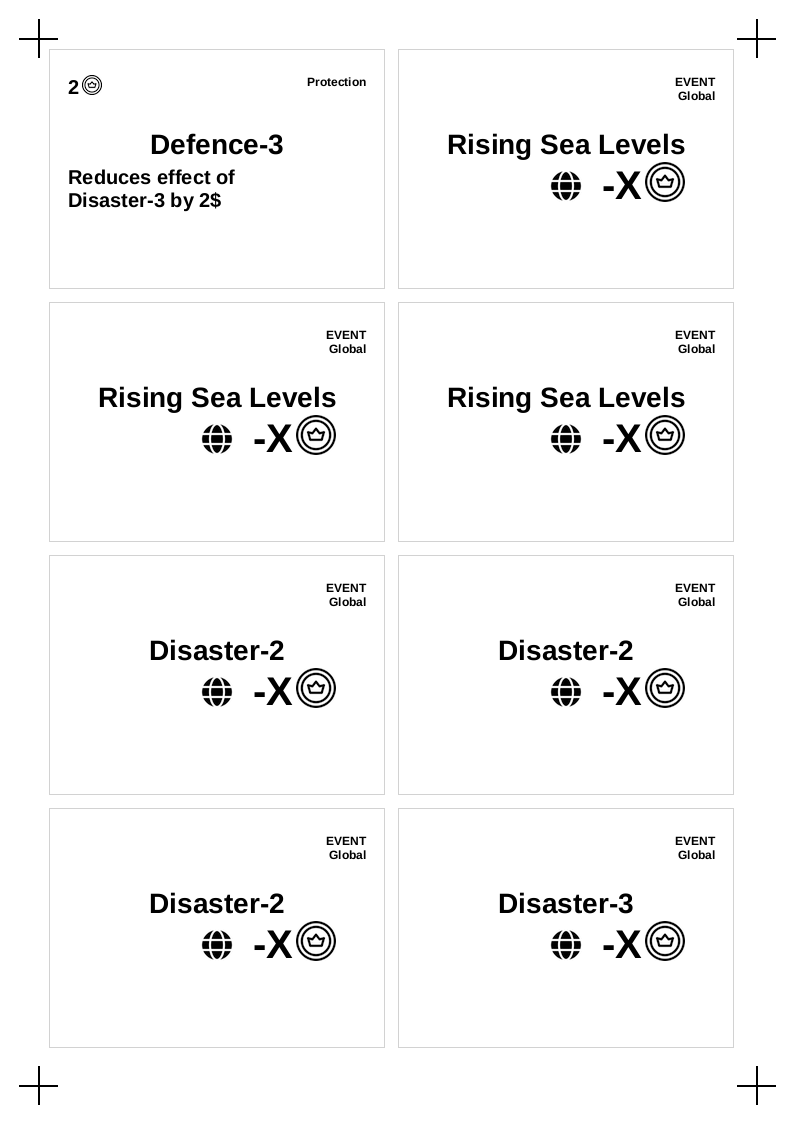 2
Protection
Defence-3
Reduces effect of
Disaster-3 by 2$
EVENT
Global
Rising Sea Levels
-X
EVENT
Global
Rising Sea Levels
-X
EVENT
Global
Rising Sea Levels
-X
EVENT
Global
Disaster-2
-X
EVENT
Global
Disaster-2
-X
EVENT
Global
Disaster-2
-X
EVENT
Global
Disaster-3
-X